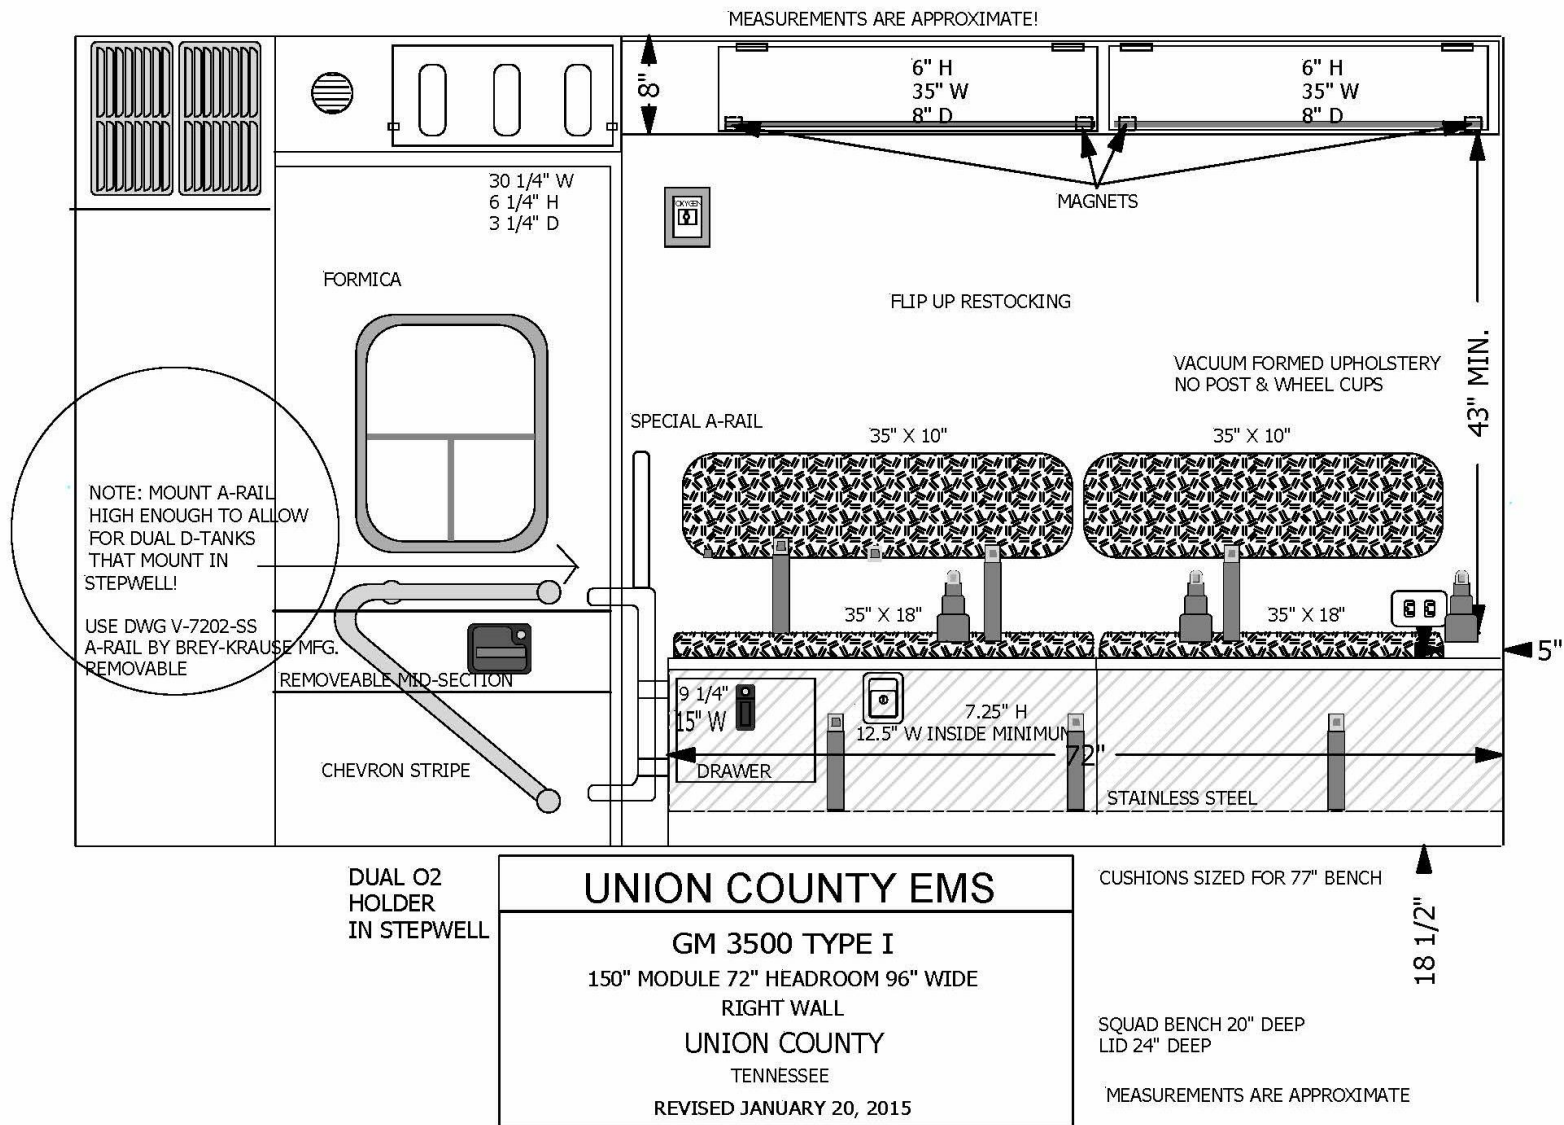 MEASUREMENTS ARE APPROXIMATE!
8"
6" H
35" W
8" D
6" H
35" W
8" D
MAGNETS
30 1/4" W
6 1/4" H
3 1/4" D
OXYGEN
FORMICA
FLIP UP RESTOCKING
VACUUM FORMED UPHOLSTERY
NO POST & WHEEL CUPS
43" MIN.
SPECIAL A-RAIL
35" X 10"
35" X 10"
NOTE: MOUNT A-RAIL
HIGH ENOUGH TO ALLOW
FOR DUAL D-TANKS
THAT MOUNT IN
STEPWELL!
USE DWG V-7202-SS
A-RAIL BY BREY-KRAUSE MFG.
REMOVABLE
35" X 18"
35" X 18"
5"
REMOVEABLE MID-SECTION
9 1/4"
15" W
7.25" H
12.5" W INSIDE MINIMUM
72"
DRAWER
CHEVRON STRIPE
STAINLESS STEEL
DUAL O2
HOLDER
IN STEPWELL
UNION COUNTY EMS
GM 3500 TYPE I
150" MODULE 72" HEADROOM 96" WIDE
RIGHT WALL
UNION COUNTY
TENNESSEE
REVISED JANUARY 20, 2015
CUSHIONS SIZED FOR 77" BENCH
18 1/2"
SQUAD BENCH 20" DEEP
LID 24" DEEP
MEASUREMENTS ARE APPROXIMATE